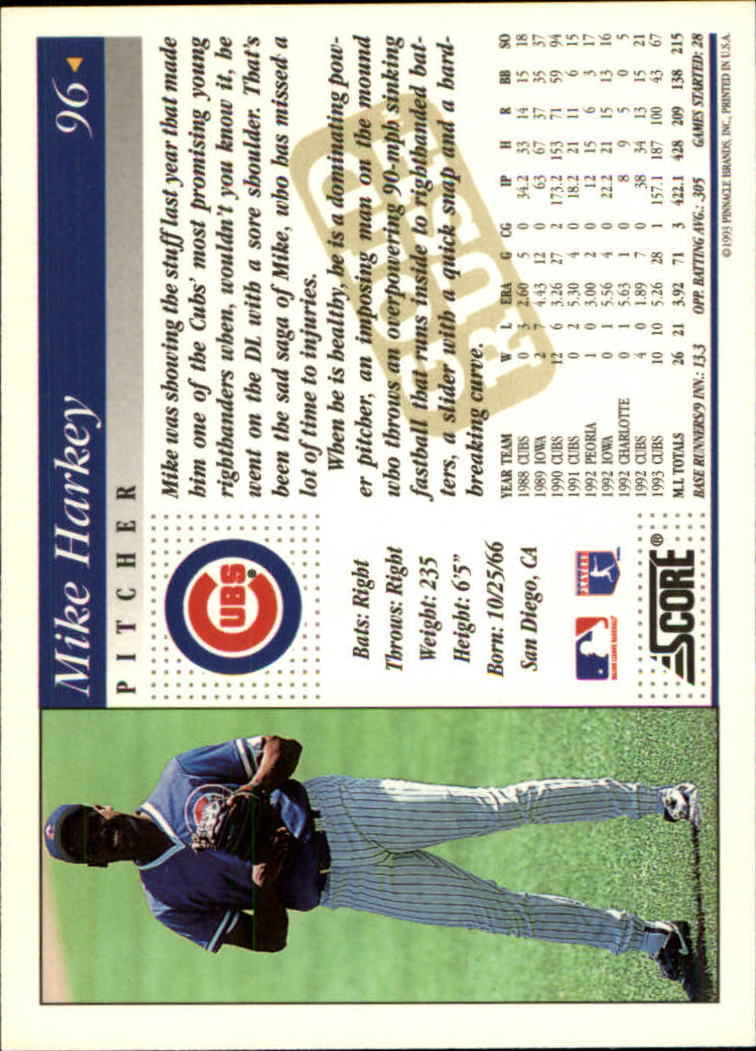 Mike Harkey 96
PITCHER
CUBS®
Mike was showing the stuff last year that made
him one of the Cubs' most promising young
righthanders when, wouldn't you know it, be
went on the DL with a sore shoulder. That's
been the sad saga of Mike, who has missed a
lot of time to injuries.
When he is healthy, he is a dominating pow-
er pitcher, an imposing man on the mound
who throws an overpowering 90-mph sinking
fastball that runs inside to righthanded bat-
ters, a slider with a quick snap and a hard-
breaking curve.
GOLD
RUSH
Bats: Right
Throws: Right
Weight: 235
Height: 6'5"
Born: 10/25/66
San Diego, CA
SCORE®
YEAR TEAM W L ERA G CG IP H R BB SO
1988 CUBS 0 3 2.60 5 0 34.2 33 14 15 18
1989 IOWA 2 7 4.43 12 0 63 67 37 35 37
1990 CUBS 12 6 3.26 27 2 173.2 153 71 59 94
1991 CUBS 0 2 5.30 4 0 18.2 21 11 6 15
1992 PEORIA 1 0 3.00 2 0 12 15 6 3 17
1992 IOWA 0 1 5.56 4 0 22.2 21 15 13 16
1992 CHARLOTTE 0 1 5.63 1 0 8 9 5 0 5
1992 CUBS 4 0 1.89 7 0 38 34 13 15 21
1993 CUBS 10 10 5.26 28 1 157.1 187 100 43 67
M.L TOTALS 26 21 3.92 71 3 422.1 428 209 138 215
BASE RUNNERS/9 INN.: 13.3 OPP. BATTING AVG.: .305 GAMES STARTED: 28
©1993 PINNACLE BRANDS, INC., PRINTED IN U.S.A.